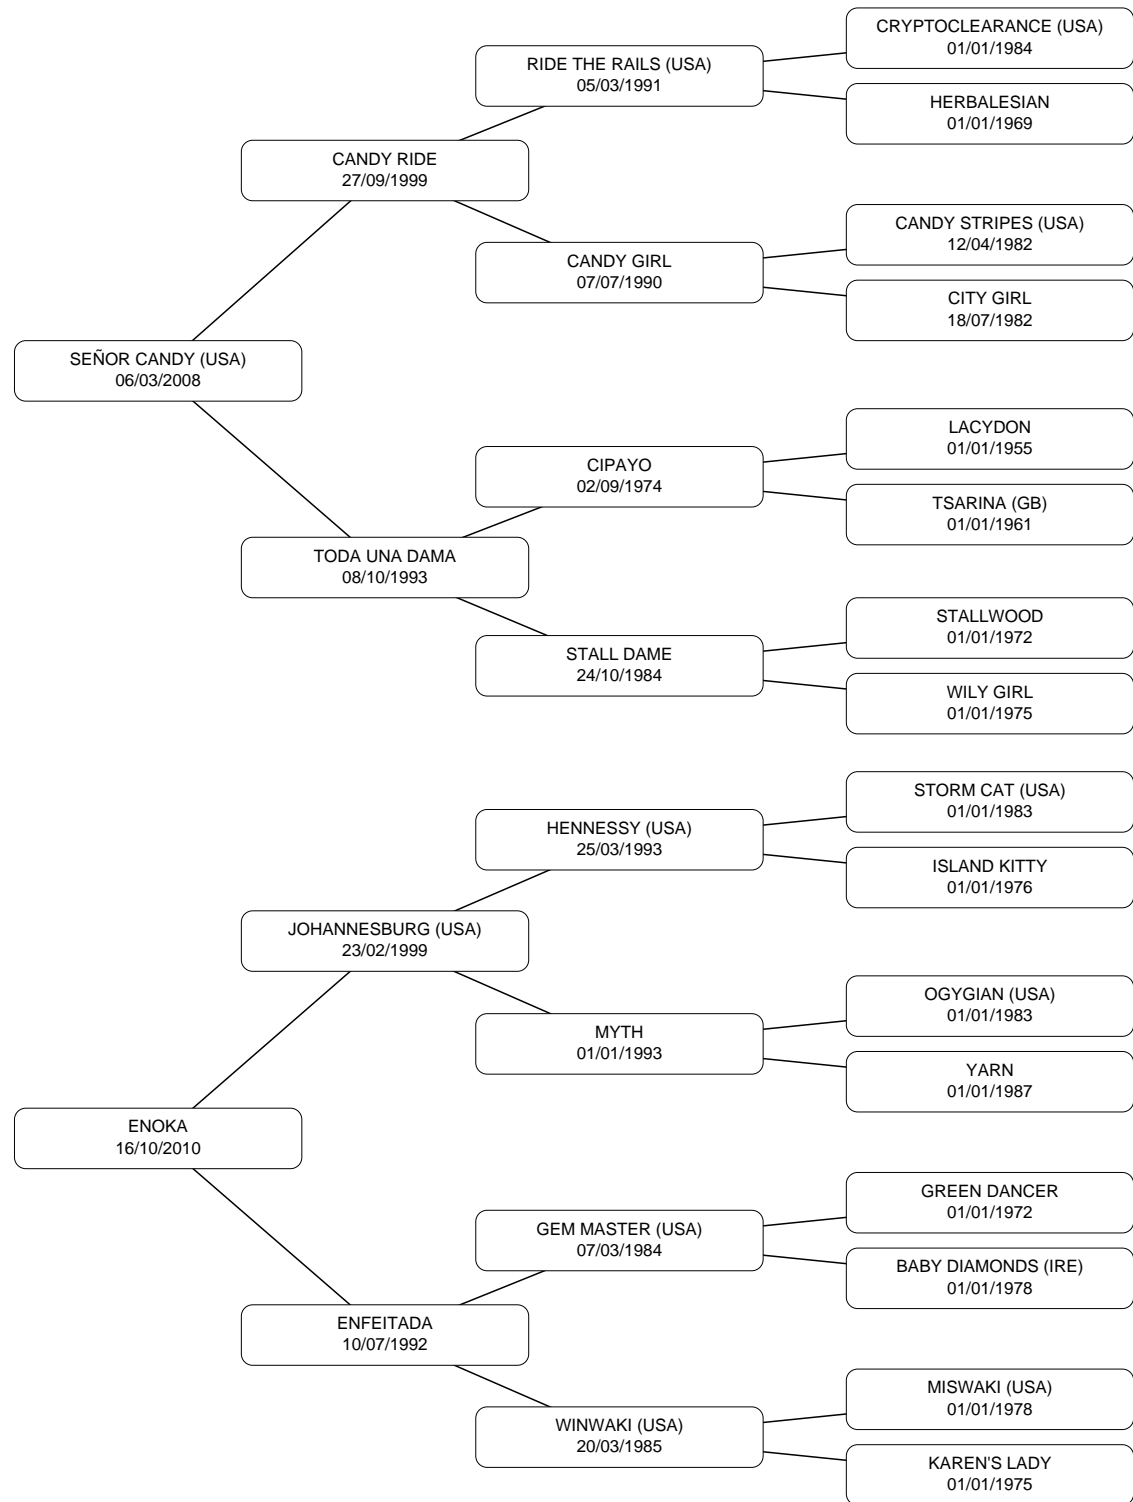 CRYPTOCLEARANCE (USA)
01/01/1984
RIDE THE RAILS (USA)
05/03/1991
HERBALESIAN
01/01/1969
CANDY RIDE
27/09/1999
CANDY STRIPES (USA)
12/04/1982
CANDY GIRL
07/07/1990
CITY GIRL
18/07/1982
SEÑOR CANDY (USA)
06/03/2008
LACYDON
01/01/1955
CIPAYO
02/09/1974
TSARINA (GB)
01/01/1961
TODA UNA DAMA
08/10/1993
STALLWOOD
01/01/1972
STALL DAME
24/10/1984
WILY GIRL
01/01/1975
STORM CAT (USA)
01/01/1983
HENNESSY (USA)
25/03/1993
ISLAND KITTY
01/01/1976
JOHANNESBURG (USA)
23/02/1999
OGYGIAN (USA)
01/01/1983
MYTH
01/01/1993
YARN
01/01/1987
ENOKA
16/10/2010
GREEN DANCER
01/01/1972
GEM MASTER (USA)
07/03/1984
BABY DIAMONDS (IRE)
01/01/1978
ENFEITADA
10/07/1992
MISWAKI (USA)
01/01/1978
WINWAKI (USA)
20/03/1985
KAREN'S LADY
01/01/1975